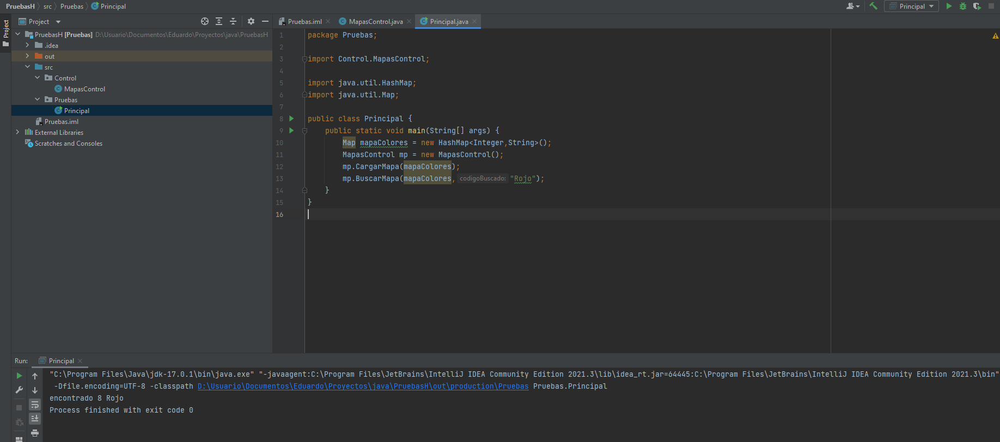 PruebasH src Pruebas Principal
Principal
Project
Project
Pruebas.iml MapasControl.java Principal.java
PruebasH [Pruebas] D:\Usuario\Documentos\Eduardo\Proyectos\java\PruebasH
.idea
out
src
Control
MapasControl
Pruebas
Principal
Pruebas.iml
External Libraries
Scratches and Consoles
1 package Pruebas;
2
3 import Control.MapasControl;
4
5 import java.util.HashMap;
6 import java.util.Map;
7
8 public class Principal {
9 public static void main(String[] args) {
10 Map mapaColores = new HashMap<Integer,String>();
11 MapasControl mp = new MapasControl();
12 mp.CargarMapa(mapaColores);
13 mp.BuscarMapa(mapaColores, codigoBuscado: "Rojo");
14 }
15 }
16
Run: Principal
"C:\Program Files\Java\jdk-17.0.1\bin\java.exe" "-javaagent:C:\Program Files\JetBrains\IntelliJ IDEA Community Edition 2021.3\lib\idea_rt.jar=64445:C:\Program Files\JetBrains\IntelliJ IDEA Community Edition 2021.3\bin"
-Dfile.encoding=UTF-8 -classpath D:\Usuario\Documentos\Eduardo\Proyectos\java\PruebasH\out\production\Pruebas Pruebas.Principal
encontrado 8 Rojo
Process finished with exit code 0